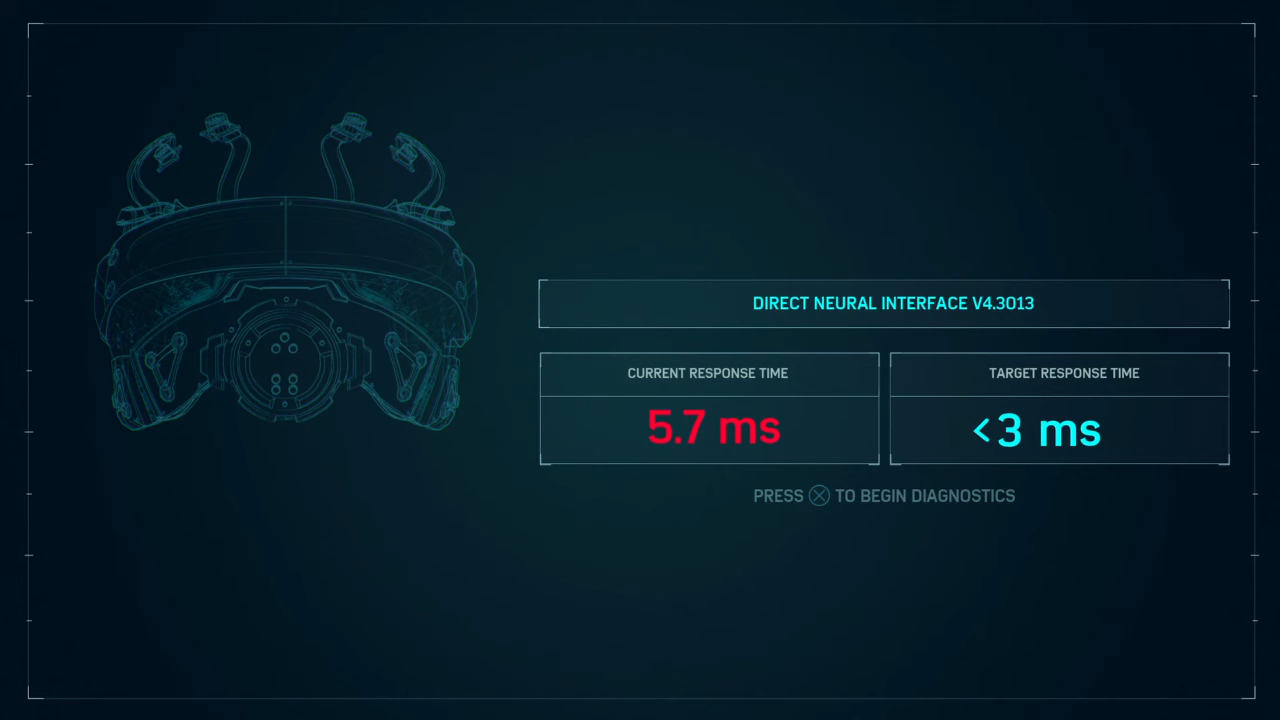 DIRECT NEURAL INTERFACE V4.3013
CURRENT RESPONSE TIME
5.7 ms
TARGET RESPONSE TIME
<3 ms
PRESS ⓧ TO BEGIN DIAGNOSTICS